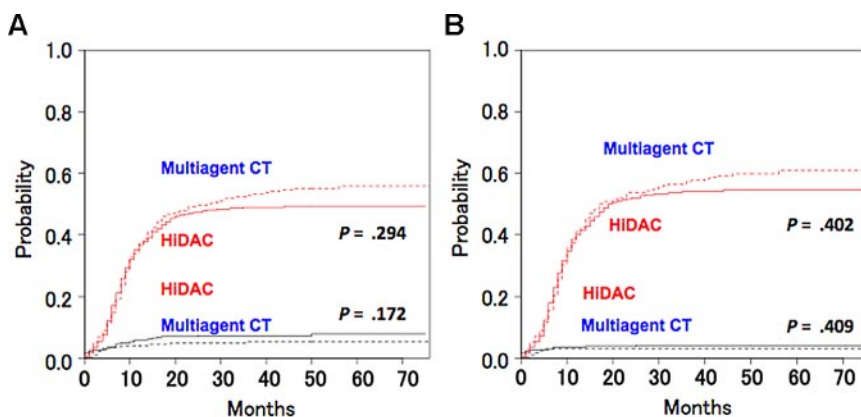 A
B
1.0
0.8
0.6
0.4
0.2
0.0
Probability
Multiagent CT
HiDAC
P = .294
HiDAC
P = .172
Multiagent CT
0 10 20 30 40 50 60 70
Months
1.0
0.8
0.6
0.4
0.2
0.0
Probability
Multiagent CT
HiDAC
P = .402
HiDAC
Multiagent CT
P = .409
0 10 20 30 40 50 60 70
Months